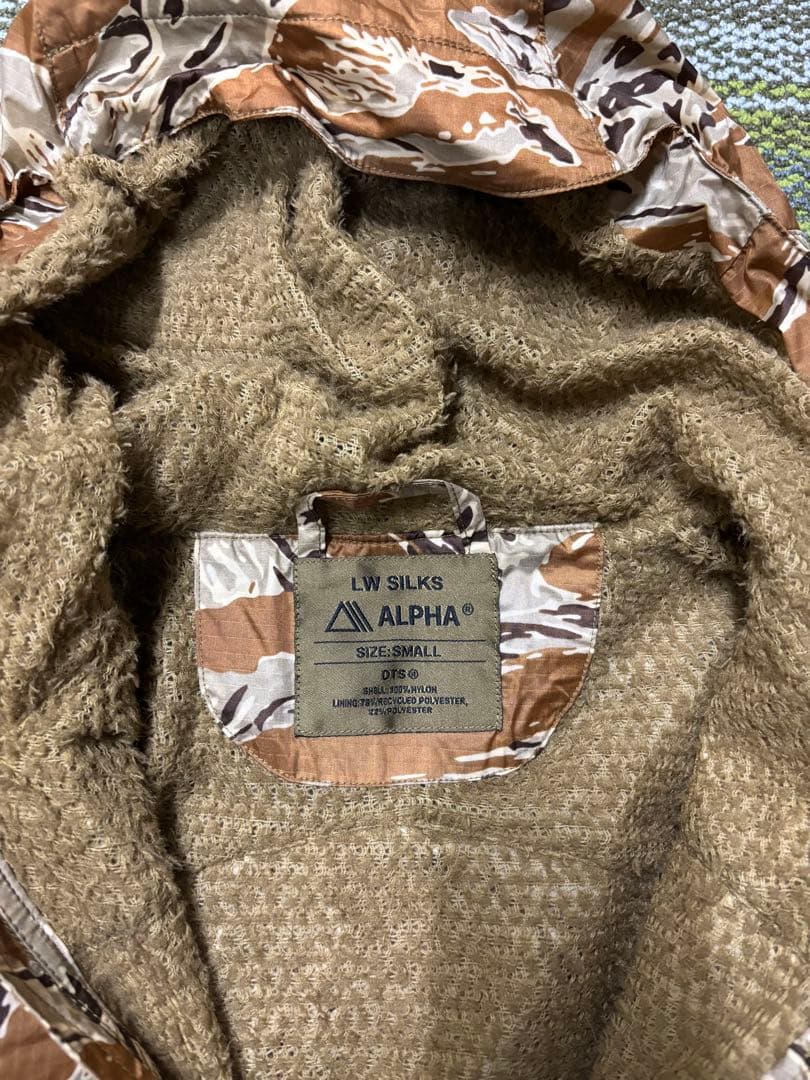 LW SILKS
ALPHA®
SIZE: SMALL
DTS®
SHELL: 100% NYLON
LINING: 78% RECYCLED POLYESTER,
22% POLYESTER